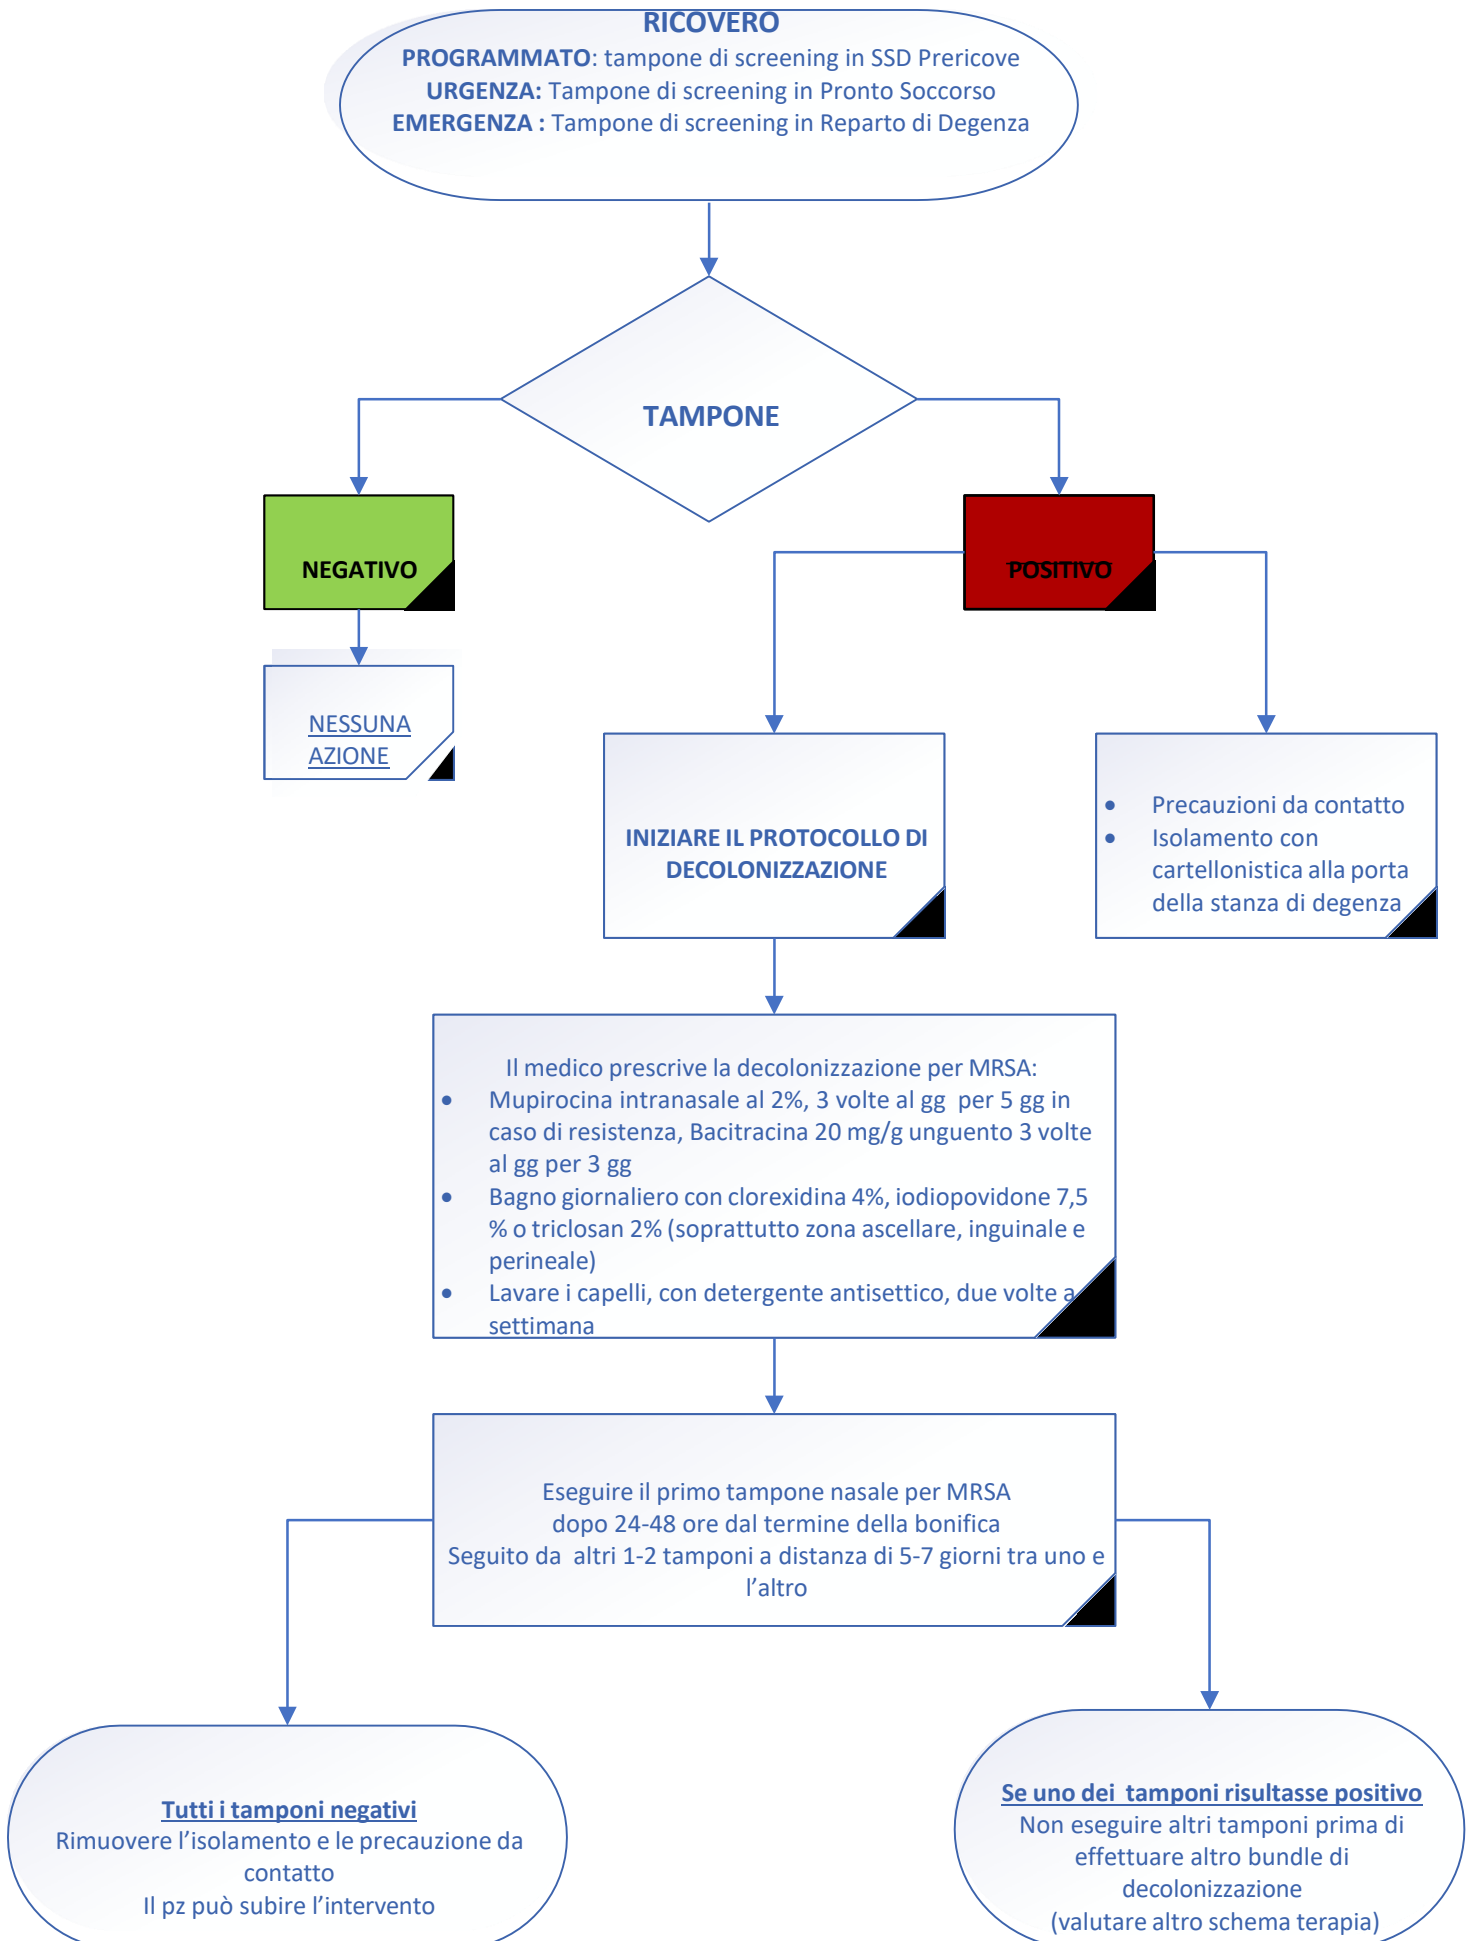 RICOVERO
PROGRAMMATO: tampone di screening in SSD Prericove
URGENZA: Tampone di screening in Pronto Soccorso
EMERGENZA : Tampone di screening in Reparto di Degenza
TAMPONE
NEGATIVO
POSITIVO
NESSUNA
AZIONE
INIZIARE IL PROTOCOLLO DI
DECOLONIZZAZIONE
• Precauzioni da contatto
• Isolamento con
cartellonistica alla porta
della stanza di degenza
Il medico prescrive la decolonizzazione per MRSA:
• Mupirocina intranasale al 2%, 3 volte al gg per 5 gg in
caso di resistenza, Bacitracina 20 mg/g unguento 3 volte
al gg per 3 gg
• Bagno giornaliero con clorexidina 4%, iodiopovidone 7,5
% o triclosan 2% (soprattutto zona ascellare, inguinale e
perineale)
• Lavare i capelli, con detergente antisettico, due volte a
settimana
Eseguire il primo tampone nasale per MRSA
dopo 24-48 ore dal termine della bonifica
Seguito da altri 1-2 tamponi a distanza di 5-7 giorni tra uno e
l’altro
Tutti i tamponi negativi
Rimuovere l’isolamento e le precauzione da
contatto
Il pz può subire l’intervento
Se uno dei tamponi risultasse positivo
Non eseguire altri tamponi prima di
effettuare altro bundle di
decolonizzazione
(valutare altro schema terapia)